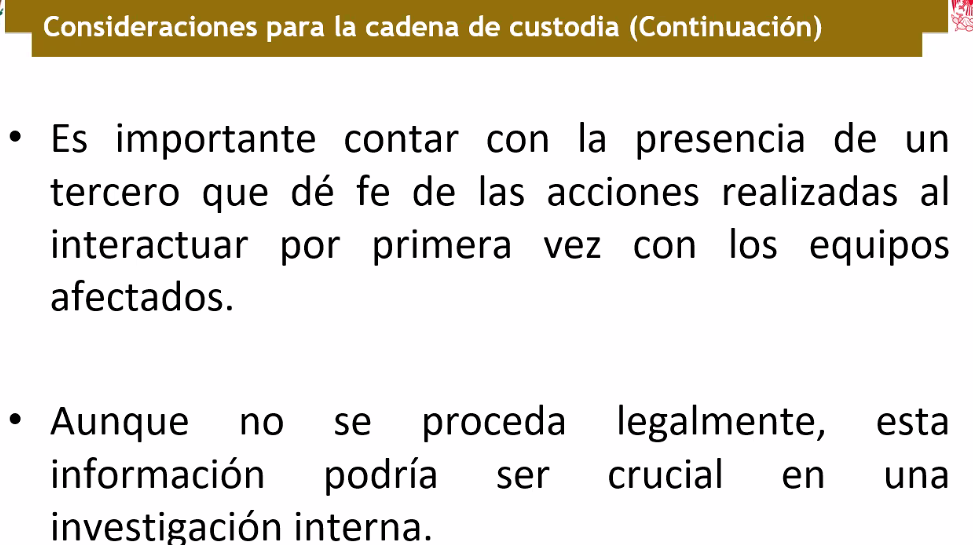 Consideraciones para la cadena de custodia (Continuación)
• Es importante contar con la presencia de un
tercero que dé fe de las acciones realizadas al
interactuar por primera vez con los equipos
afectados.
• Aunque no se proceda legalmente, esta
información podría ser crucial en una
investigación interna.